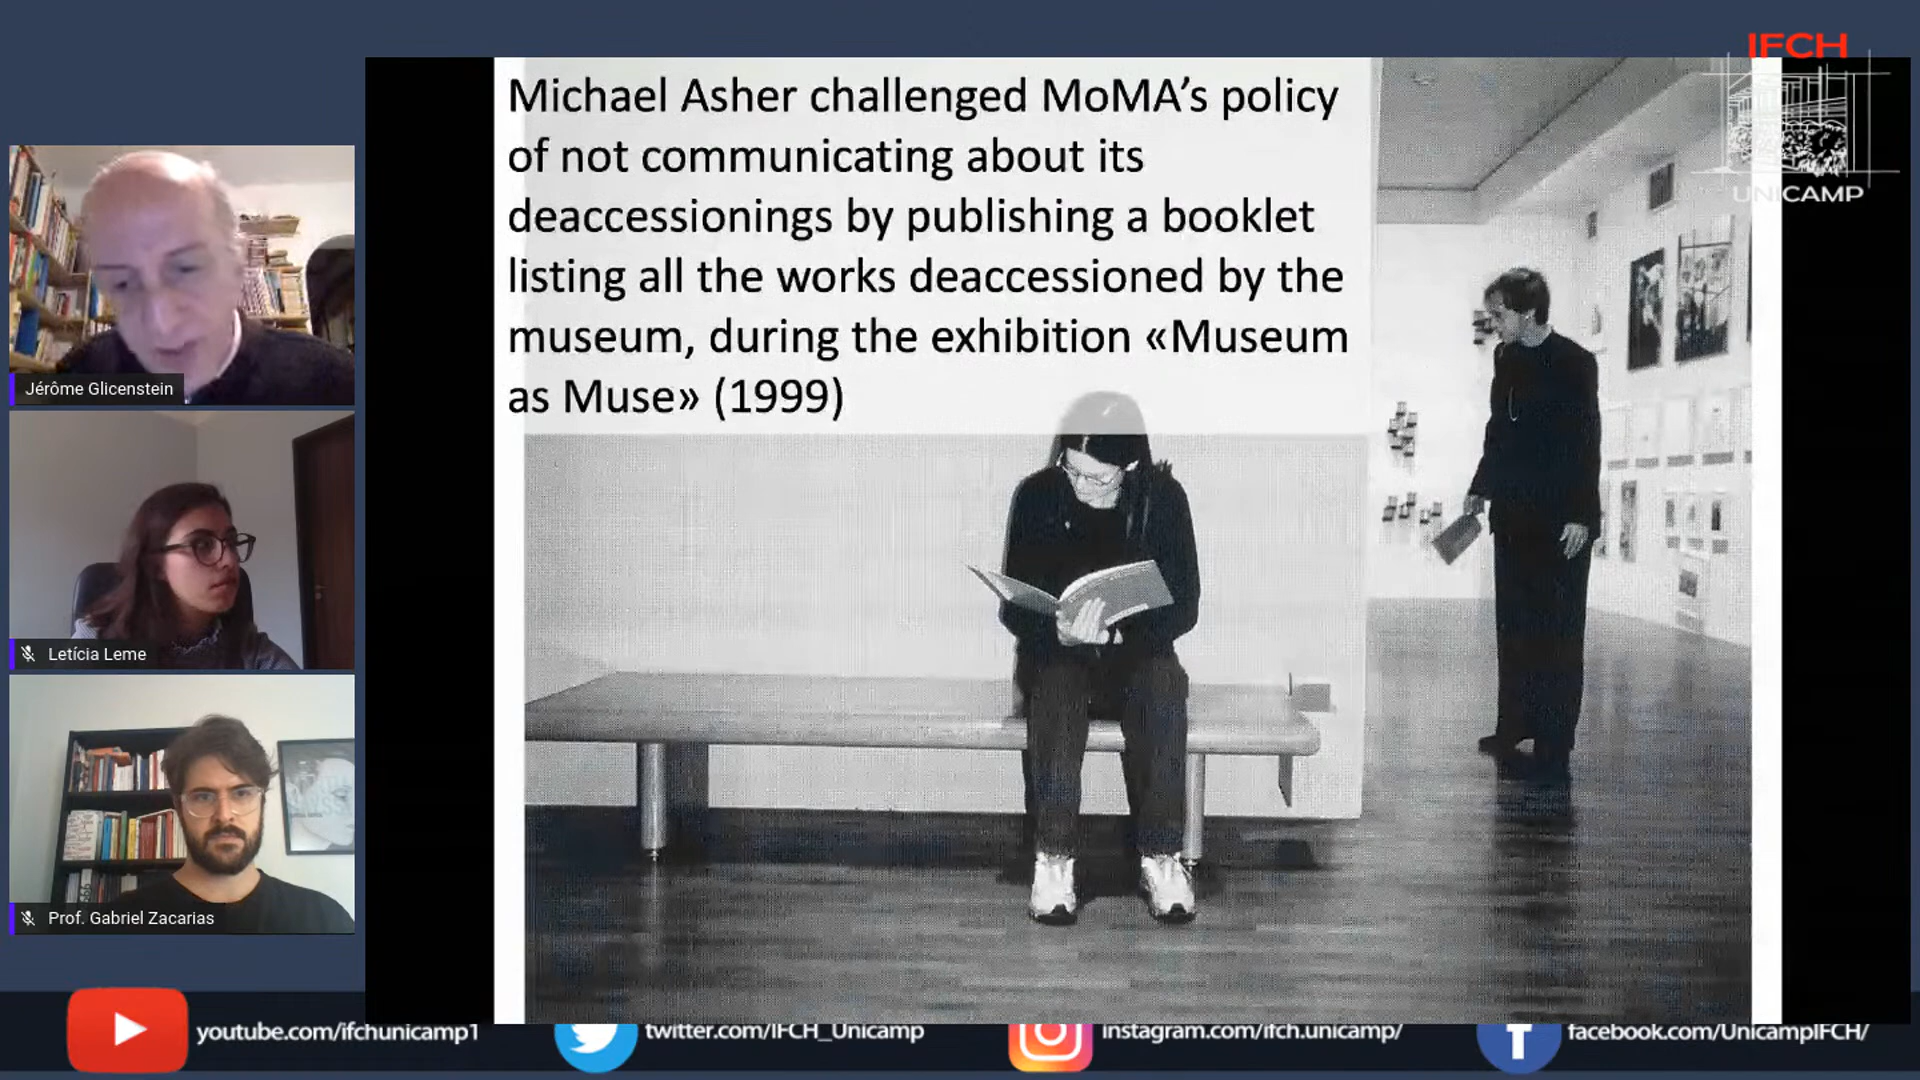 IFCH
UNICAMP
Michael Asher challenged MoMA's policy
of not communicating about its
deaccessionings by publishing a booklet
listing all the works deaccessioned by the
museum, during the exhibition «Museum
as Muse» (1999)
Jérôme Glicenstein
Letícia Leme
Prof. Gabriel Zacarias
youtube.com/ifchunicamp1
twitter.com/IFCH_Unicamp
instagram.com/ifch.unicamp/
facebook.com/UnicampIFCH/